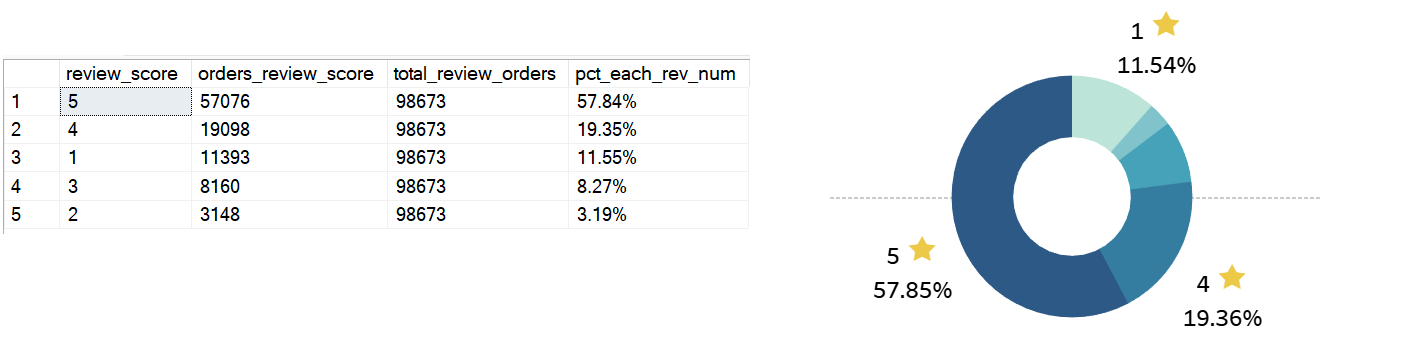 review_score orders_review_score total_review_orders pct_each_rev_num
1 5 57076 98673 57.84%
2 4 19098 98673 19.35%
3 1 11393 98673 11.55%
4 3 8160 98673 8.27%
5 2 3148 98673 3.19%
1
11.54%
5
57.85%
4
19.36%